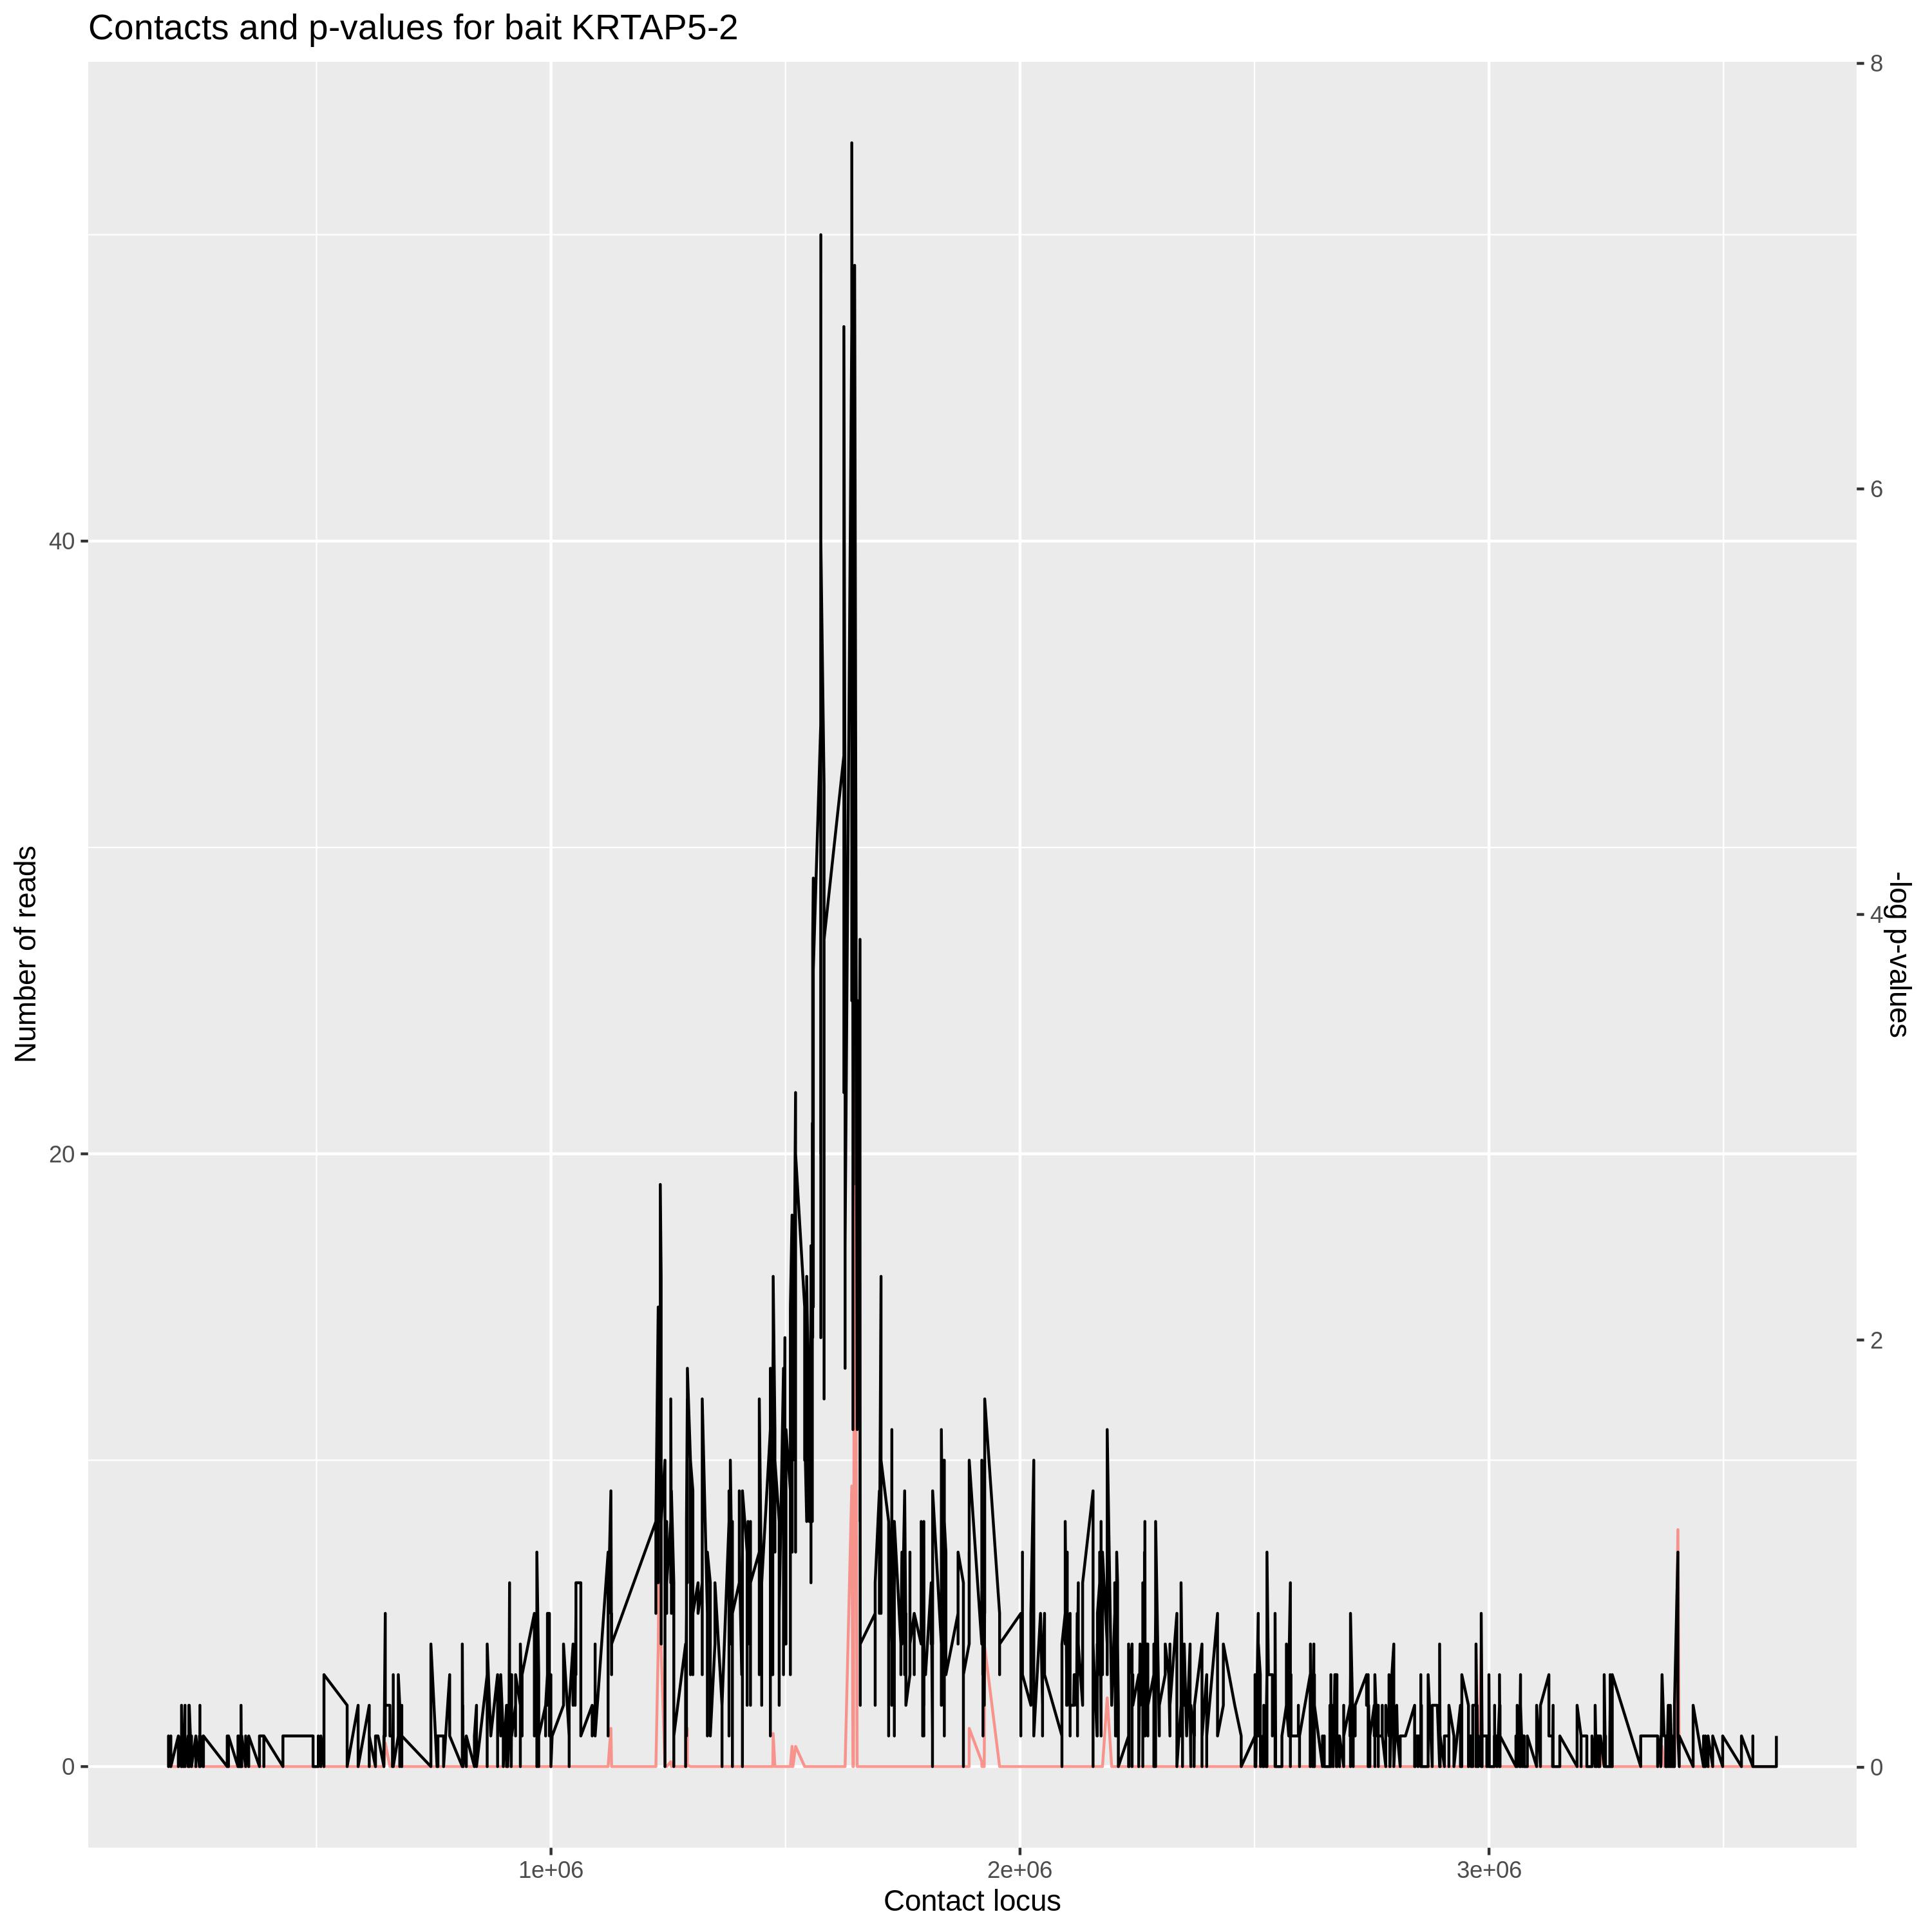 Contacts and p-values for bait KRTAP5-2
8
6
40
4
-log p-values
Number of reads
20
2
0
0
1e+06
2e+06
3e+06
Contact locus